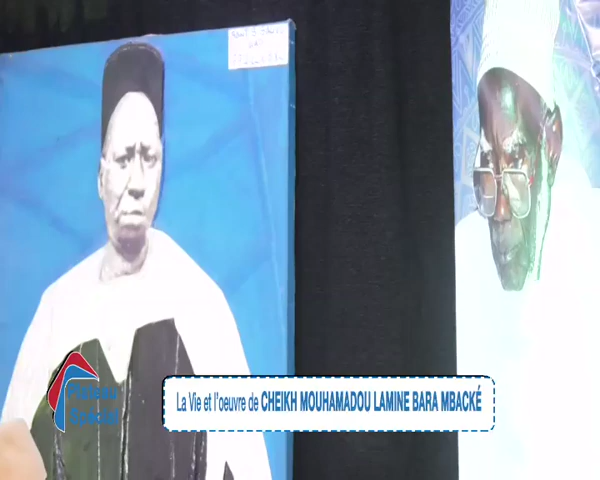 La Vie et l'oeuvre de CHEIKH MOUHAMADOU LAMINE BARA MBACKÉ
Plateau
Spécial